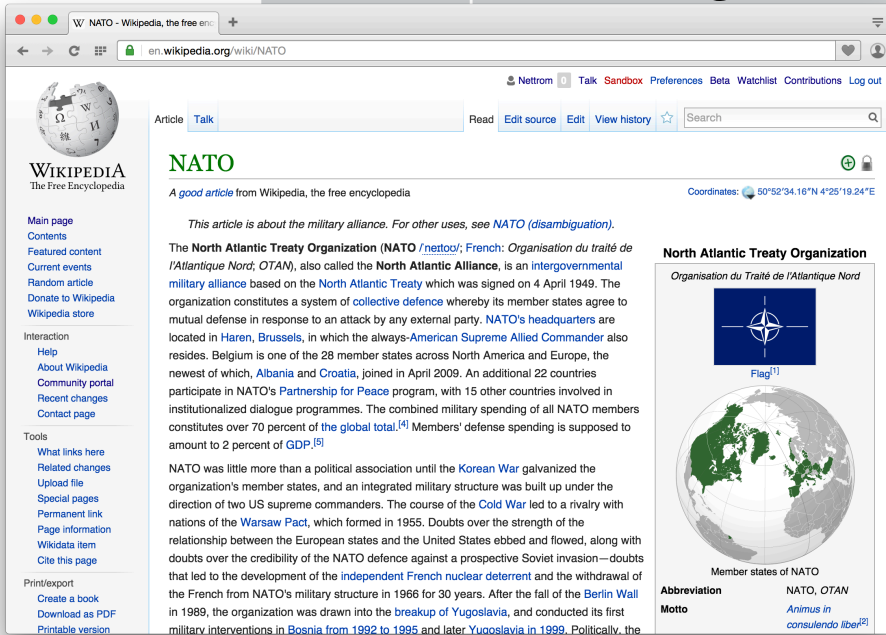 NATO - Wikipedia, the free enc
en.wikipedia.org/wiki/NATO
Nettrom 0 Talk Sandbox Preferences Beta Watchlist Contributions Log out
Article Talk
Read Edit source Edit View history
Search
WIKIPEDIA
The Free Encyclopedia
Main page
Contents
Featured content
Current events
Random article
Donate to Wikipedia
Wikipedia store
Interaction
Help
About Wikipedia
Community portal
Recent changes
Contact page
Tools
What links here
Related changes
Upload file
Special pages
Permanent link
Page information
Wikidata item
Cite this page
Print/export
Create a book
Download as PDF
Printable version
NATO
A good article from Wikipedia, the free encyclopedia
Coordinates: 50°52′34.16″N 4°25′19.24″E
This article is about the military alliance. For other uses, see NATO (disambiguation).
The North Atlantic Treaty Organization (NATO /ˈneɪtoʊ/; French: Organisation du traité de
l'Atlantique Nord; OTAN), also called the North Atlantic Alliance, is an intergovernmental
military alliance based on the North Atlantic Treaty which was signed on 4 April 1949. The
organization constitutes a system of collective defence whereby its member states agree to
mutual defense in response to an attack by any external party. NATO's headquarters are
located in Haren, Brussels, in which the always-American Supreme Allied Commander also
resides. Belgium is one of the 28 member states across North America and Europe, the
newest of which, Albania and Croatia, joined in April 2009. An additional 22 countries
participate in NATO's Partnership for Peace program, with 15 other countries involved in
institutionalized dialogue programmes. The combined military spending of all NATO members
constitutes over 70 percent of the global total.[4] Members' defense spending is supposed to
amount to 2 percent of GDP.[5]
NATO was little more than a political association until the Korean War galvanized the
organization's member states, and an integrated military structure was built up under the
direction of two US supreme commanders. The course of the Cold War led to a rivalry with
nations of the Warsaw Pact, which formed in 1955. Doubts over the strength of the
relationship between the European states and the United States ebbed and flowed, along with
doubts over the credibility of the NATO defence against a prospective Soviet invasion—doubts
that led to the development of the independent French nuclear deterrent and the withdrawal of
the French from NATO's military structure in 1966 for 30 years. After the fall of the Berlin Wall
in 1989, the organization was drawn into the breakup of Yugoslavia, and conducted its first
military interventions in Bosnia from 1992 to 1995 and later Yugoslavia in 1999. Politically, the
North Atlantic Treaty Organization
Organisation du Traité de l'Atlantique Nord
Flag[1]
Member states of NATO
Abbreviation NATO, OTAN
Motto Animus in
consulendo liber[2]